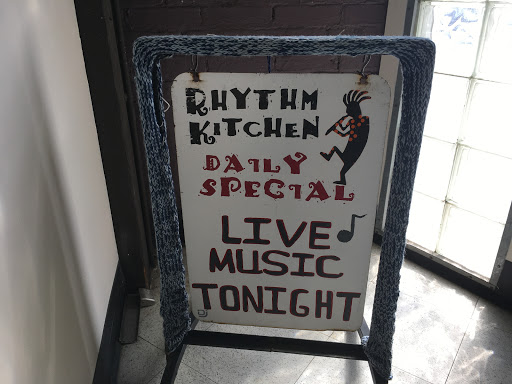 RHYTHM
KITCHEN
DAILY
SPECIAL
LIVE
MUSIC
TONIGHT